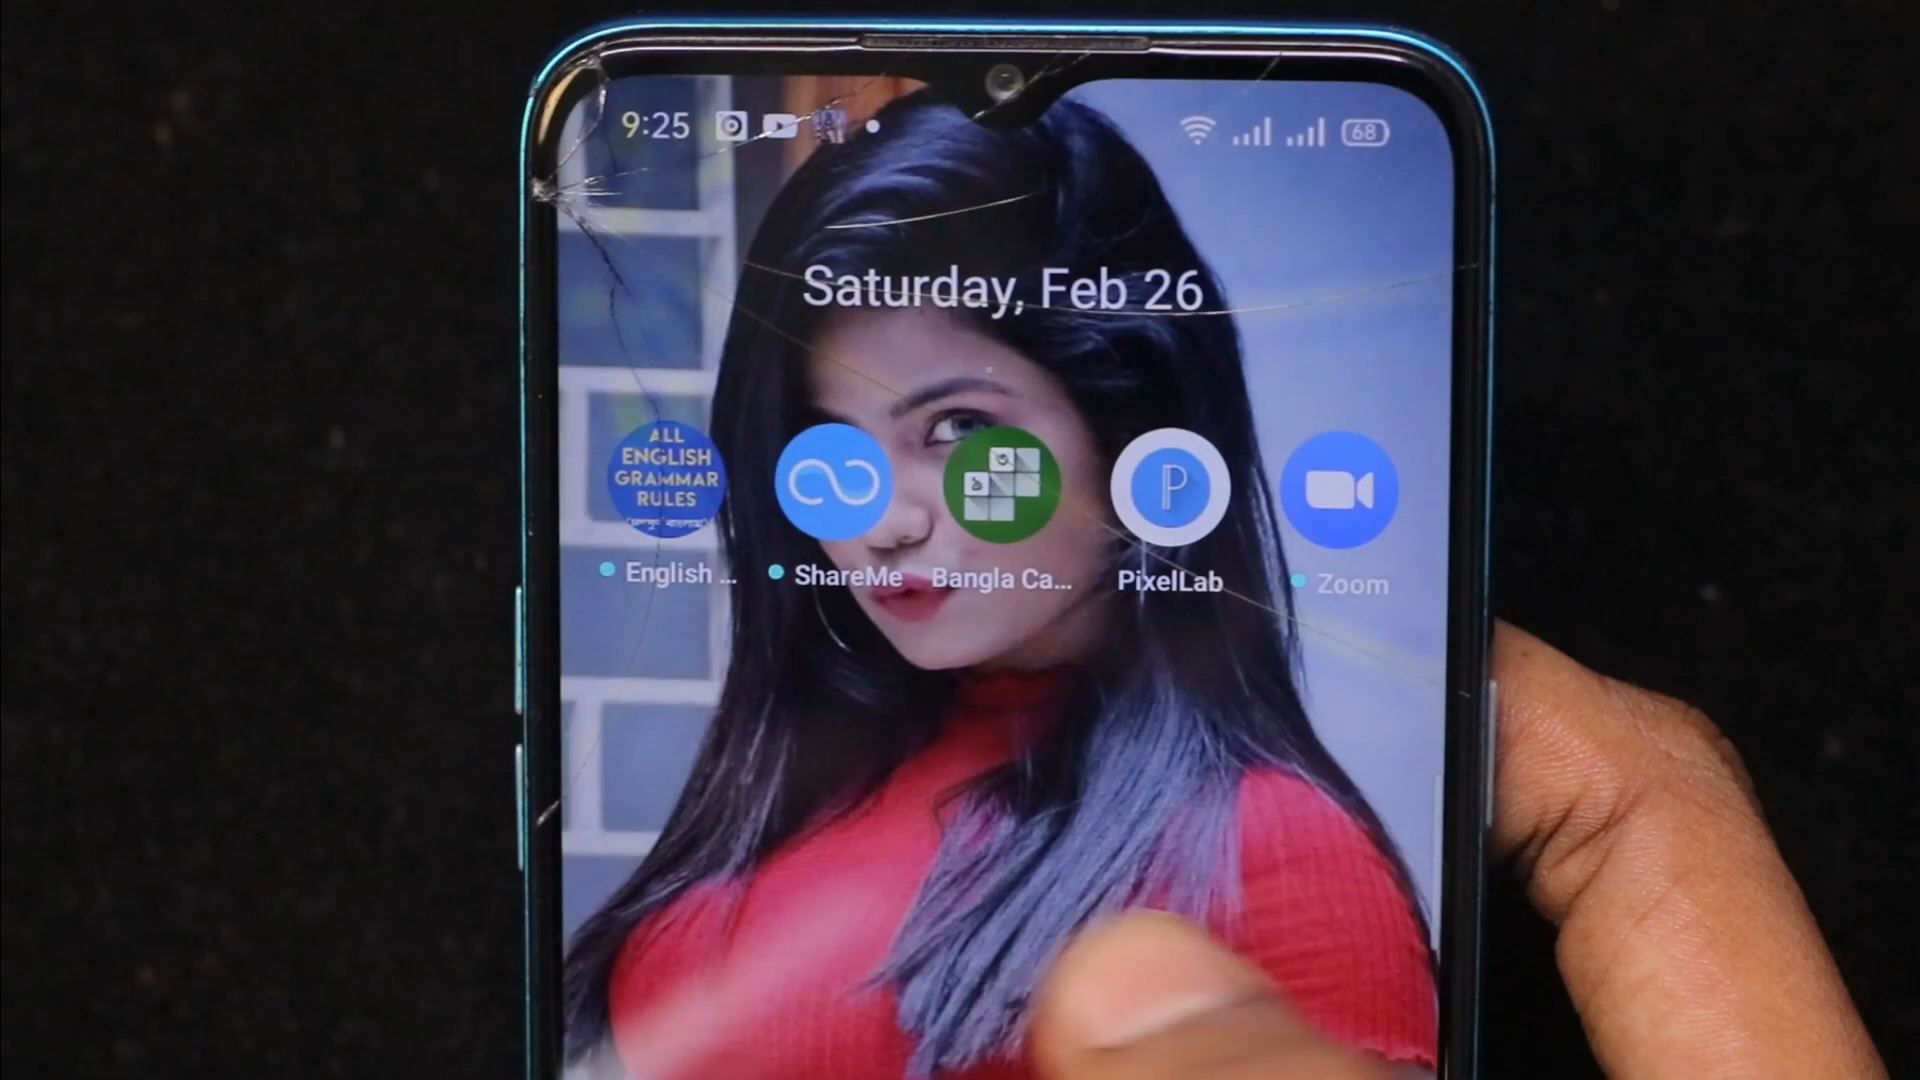 9:25
68
Saturday, Feb 26
ALL
ENGLISH
GRAMMAR
RULES
P
English ...
ShareMe
Bangla Ca...
PixelLab
Zoom